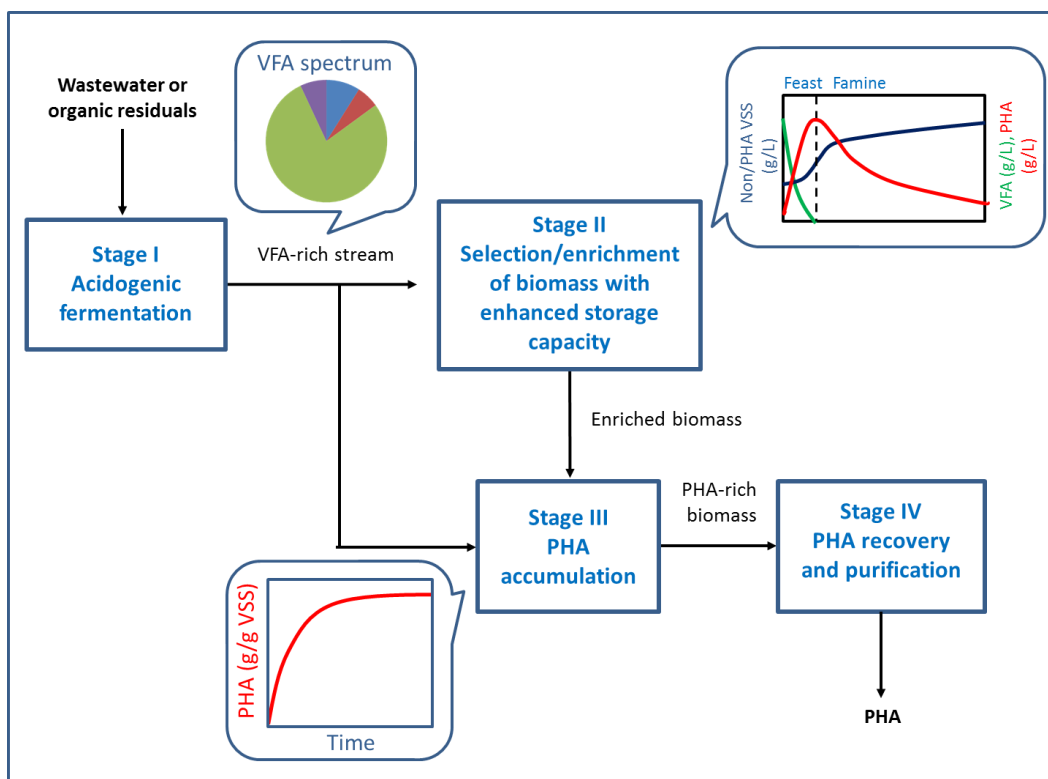 Wastewater or
organic residuals
VFA spectrum
Feast Famine
Non/PHA VSS
(g/L)
VFA (g/L), PHA
(g/L)
Stage I
Acidogenic
fermentation
VFA-rich stream
Stage II
Selection/enrichment
of biomass with
enhanced storage
capacity
Enriched biomass
Stage III
PHA
accumulation
PHA-rich
biomass
Stage IV
PHA recovery
and purification
PHA (g/g VSS)
Time
PHA